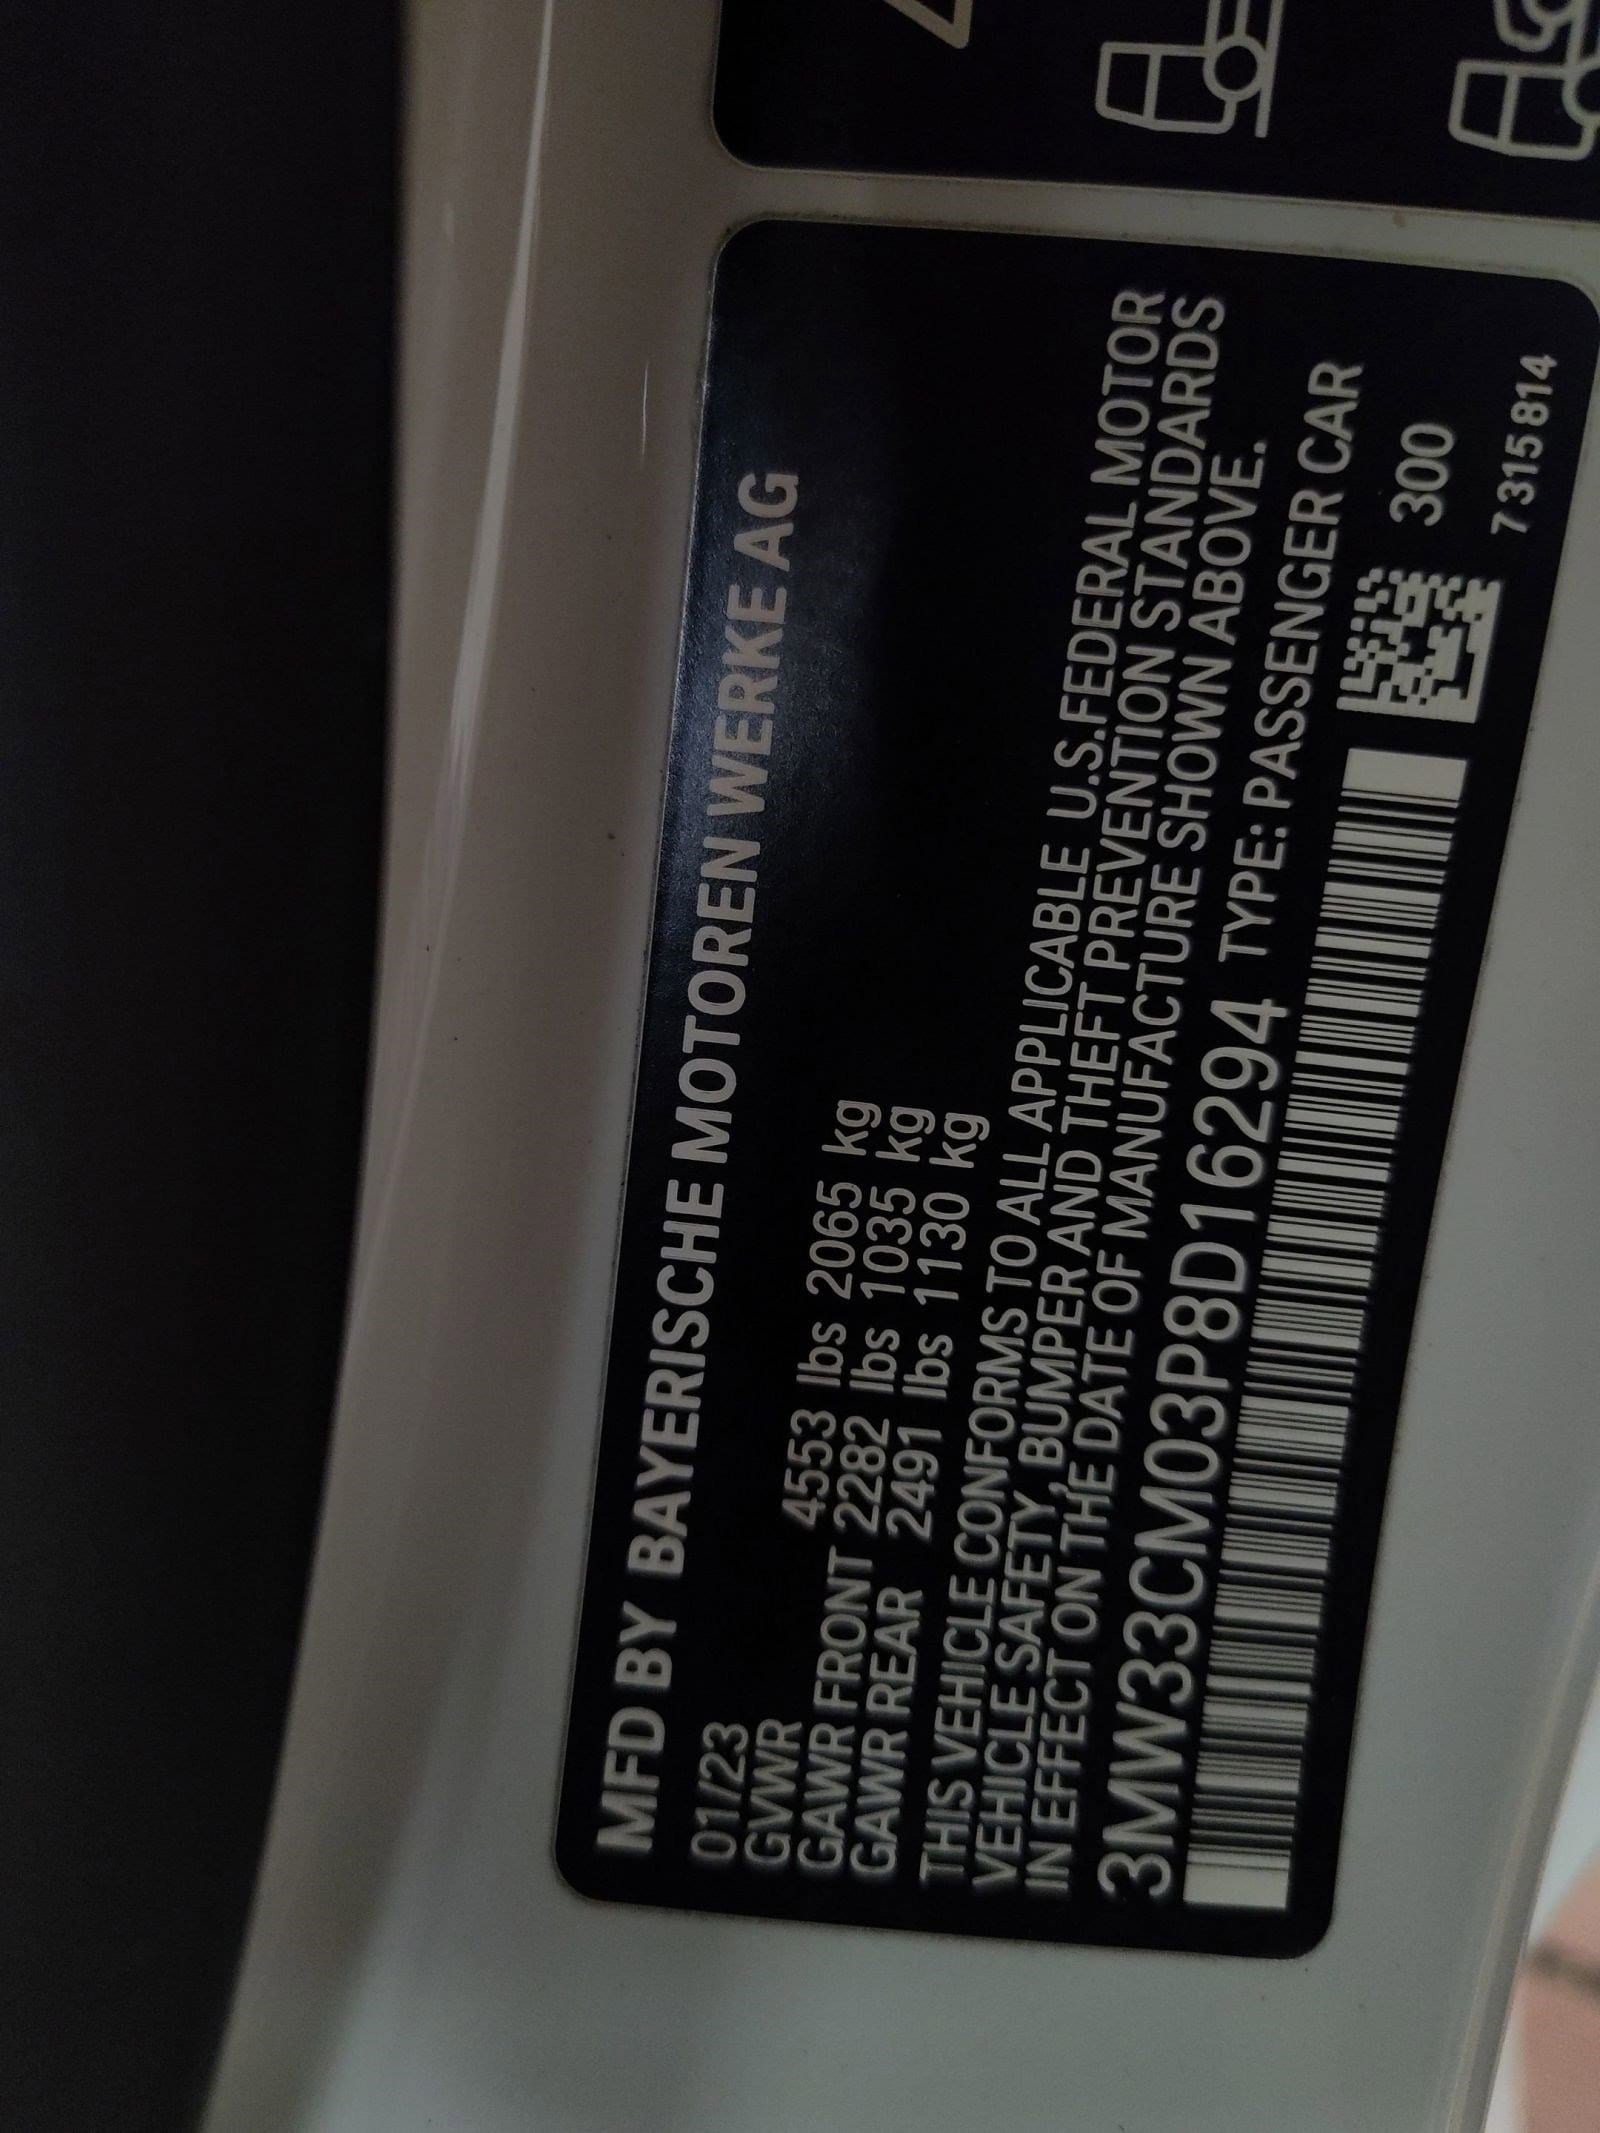 MFD BY BAYERISCHE MOTOREN WERKE AG
01/23
GVWR 4553 lbs 2065 kg
GAWR FRONT 2282 lbs 1035 kg
GAWR REAR 2491 lbs 1130 kg
THIS VEHICLE CONFORMS TO ALL APPLICABLE U.S.FEDERAL MOTOR
VEHICLE SAFETY, BUMPER AND THEFT PREVENTION STANDARDS
IN EFFECT ON THE DATE OF MANUFACTURE SHOWN ABOVE.
3MW33CM03P8D16294 TYPE: PASSENGER CAR
300
7315814